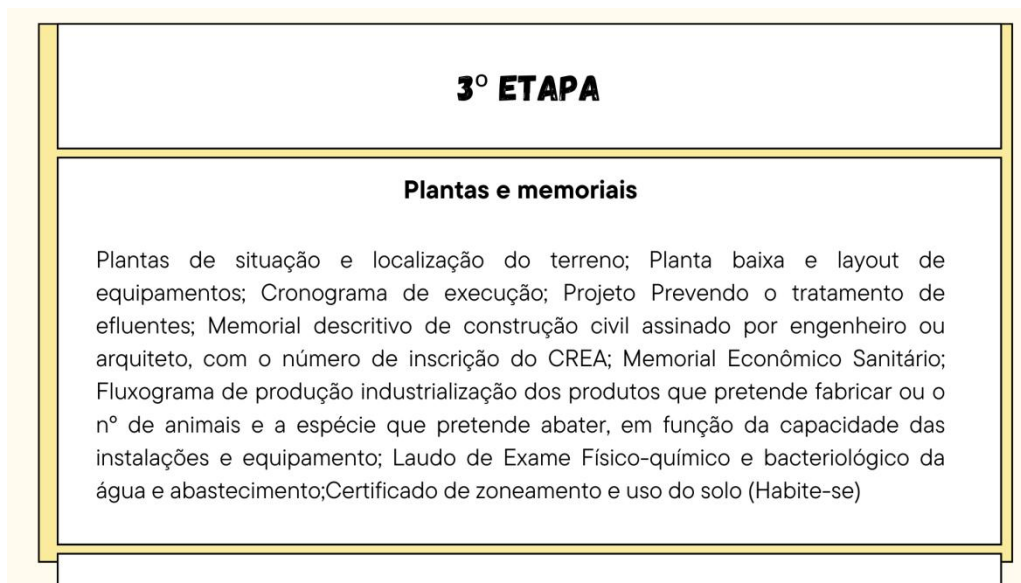 3º ETAPA
Plantas e memoriais
Plantas de situação e localização do terreno; Planta baixa e layout de
equipamentos; Cronograma de execução; Projeto Prevendo o tratamento de
efluentes; Memorial descritivo de construção civil assinado por engenheiro ou
arquiteto, com o número de inscrição do CREA; Memorial Econômico Sanitário;
Fluxograma de produção industrialização dos produtos que pretende fabricar ou o
nº de animais e a espécie que pretende abater, em função da capacidade das
instalações e equipamento; Laudo de Exame Físico-químico e bacteriológico da
água e abastecimento;Certificado de zoneamento e uso do solo (Habite-se)